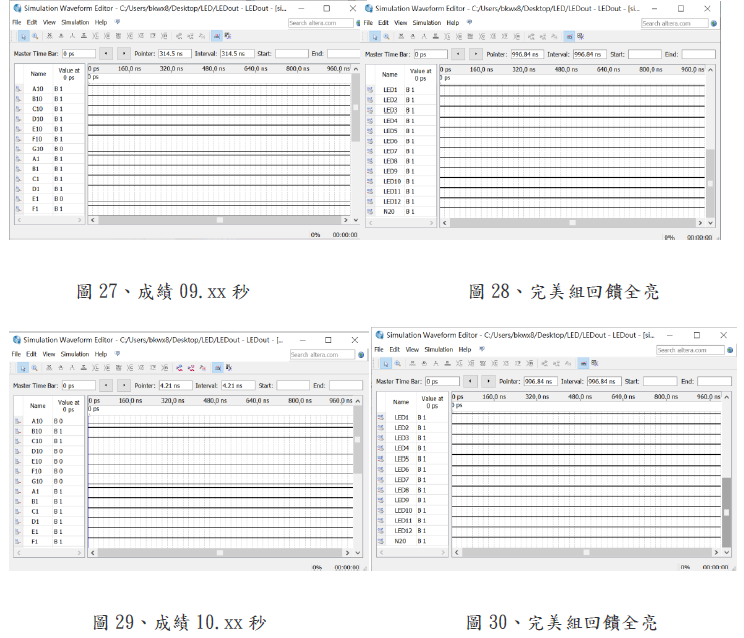 Simulation Waveform Editor - C:/Users/bkwx8/Desktop/LED/LEDout - LEDout - [si...
File Edit View Simulation Help
Search altera.com
Master Time Bar: 0 ps Pointer: 314.5 ns Interval: 314.5 ns Start: End:
Name Value at 0 ps
0 ps 160,0 ns 320,0 ns 480,0 ns 640,0 ns 800,0 ns 960,0 ns
0 ps
A10 B 1
B10 B 1
C10 B 1
D10 B 1
E10 B 1
F10 B 1
G10 B 0
A1 B 1
B1 B 1
C1 B 1
D1 B 1
E1 B 0
F1 B 1
0% 00:00:00
Simulation Waveform Editor - C:/Users/bkwx8/Desktop/LED/LEDout - LEDout - [si...
File Edit View Simulation Help
Search altera.com
Master Time Bar: 0 ps Pointer: 996.84 ns Interval: 996.84 ns Start: End:
Name Value at 0 ps
0 ps 160,0 ns 320,0 ns 480,0 ns 640,0 ns 800,0 ns 960,0 ns
0 ps
LED1 B 1
LED2 B 1
LED3 B 1
LED4 B 1
LED5 B 1
LED6 B 1
LED7 B 1
LED8 B 1
LED9 B 1
LED10 B 1
LED11 B 1
LED12 B 1
N20 B 1
0% 00:00:00
圖 27、成績 09.xx 秒
圖 28、完美組回饋全亮
Simulation Waveform Editor - C:/Users/bkwx8/Desktop/LED/LEDout - LEDout - [...
File Edit View Simulation Help
Search altera.com
Master Time Bar: 0 ps Pointer: 4.21 ns Interval: 4.21 ns Start: End:
Name Value at 0 ps
0 ps 160,0 ns 320,0 ns 480,0 ns 640,0 ns 800,0 ns 960,0 ns
0 ps
A10 B 0
B10 B 1
C10 B 1
D10 B 0
E10 B 0
F10 B 0
G10 B 0
A1 B 1
B1 B 1
C1 B 1
D1 B 1
E1 B 1
F1 B 1
0% 00:00:00
Simulation Waveform Editor - C:/Users/bkwx8/Desktop/LED/LEDout - LEDout - [si...
File Edit View Simulation Help
Search altera.com
Master Time Bar: 0 ps Pointer: 996.84 ns Interval: 996.84 ns Start: End:
Name Value at 0 ps
0 ps 160,0 ns 320,0 ns 480,0 ns 640,0 ns 800,0 ns 960,0 ns
0 ps
LED1 B 1
LED2 B 1
LED3 B 1
LED4 B 1
LED5 B 1
LED6 B 1
LED7 B 1
LED8 B 1
LED9 B 1
LED10 B 1
LED11 B 1
LED12 B 1
N20 B 1
0% 00:00:00
圖 29、成績 10.xx 秒
圖 30、完美組回饋全亮